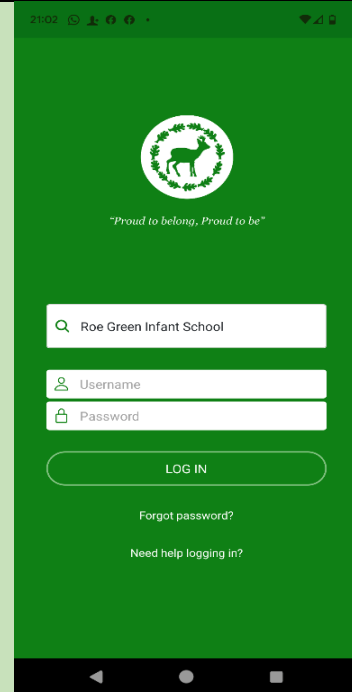 21:02
“Proud to belong, Proud to be”
Roe Green Infant School
Username
Password
LOG IN
Forgot password?
Need help logging in?